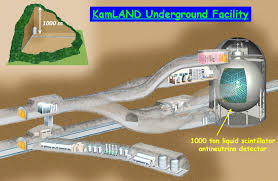 KamLAND Underground Facility
1000 m
1000 ton liquid scintillator
antineutrino detector